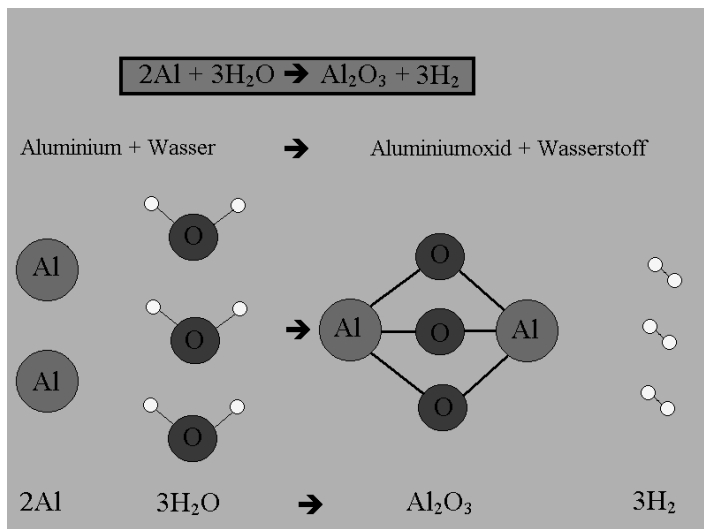 2Al + 3H₂O ➔ Al₂O₃ + 3H₂
Aluminium + Wasser ➔ Aluminiumoxid + Wasserstoff
O
Al
O
Al
O
Al
O
O
O
Al
2Al 3H₂O ➔ Al₂O₃ 3H₂